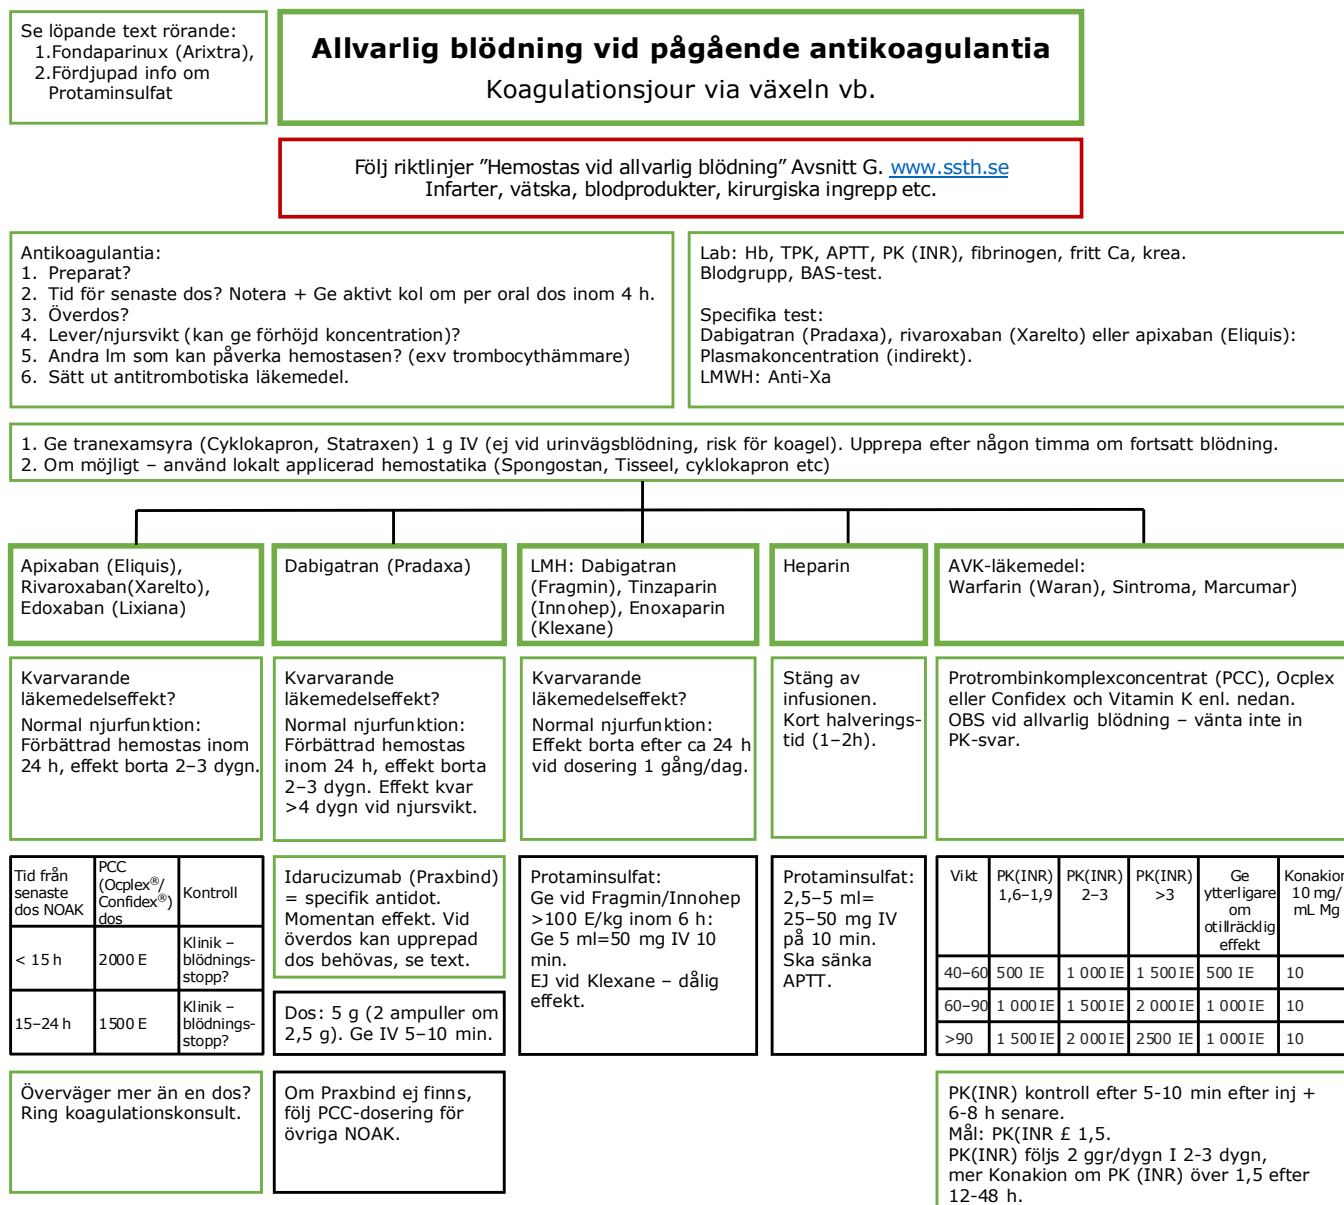 Se löpande text rörande:
1.Fondaparinux (Arixtra),
2.Fördjupad info om
Protaminsulfat
Allvarlig blödning vid pågående antikoagulantia
Koagulationsjour via växeln vb.
Följ riktlinjer ”Hemostas vid allvarlig blödning” Avsnitt G. www.ssth.se
Infarter, vätska, blodprodukter, kirurgiska ingrepp etc.
Antikoagulantia:
1. Preparat?
2. Tid för senaste dos? Notera + Ge aktivt kol om per oral dos inom 4 h.
3. Överdos?
4. Lever/njursvikt (kan ge förhöjd koncentration)?
5. Andra lm som kan påverka hemostasen? (exv trombocythämmare)
6. Sätt ut antitrombotiska läkemedel.
Lab: Hb, TPK, APTT, PK (INR), fibrinogen, fritt Ca, krea.
Blodgrupp, BAS-test.
Specifika test:
Dabigatran (Pradaxa), rivaroxaban (Xarelto) eller apixaban (Eliquis):
Plasmakoncentration (indirekt).
LMWH: Anti-Xa
1. Ge tranexamsyra (Cyklokapron, Statraxen) 1 g IV (ej vid urinvägsblödning, risk för koagel). Upprepa efter någon timma om fortsatt blödning.
2. Om möjligt – använd lokalt applicerad hemostatika (Spongostan, Tisseel, cyklokapron etc)
Apixaban (Eliquis),
Rivaroxaban(Xarelto),
Edoxaban (Lixiana)
Dabigatran (Pradaxa)
LMH: Dabigatran
(Fragmin), Tinzaparin
(Innohep), Enoxaparin
(Klexane)
Heparin
AVK-läkemedel:
Warfarin (Waran), Sintroma, Marcumar)
Kvarvarande
läkemedelseffekt?
Normal njurfunktion:
Förbättrad hemostas inom
24 h, effekt borta 2–3 dygn.
Kvarvarande
läkemedelseffekt?
Normal njurfunktion:
Förbättrad hemostas
inom 24 h, effekt borta
2–3 dygn. Effekt kvar
>4 dygn vid njursvikt.
Kvarvarande
läkemedelseffekt?
Normal njurfunktion:
Effekt borta efter ca 24 h
vid dosering 1 gång/dag.
Stäng av
infusionen.
Kort halverings-
tid (1–2h).
Protrombinkomplexconcentrat (PCC), Ocplex
eller Confidex och Vitamin K enl. nedan.
OBS vid allvarlig blödning – vänta inte in
PK-svar.
Tid från
senaste
dos NOAK
PCC
(Ocplex®/
Confidex®)
dos
Kontroll
< 15 h
2000 E
Klinik –
blödnings-
stopp?
15–24 h
1500 E
Klinik –
blödnings-
stopp?
Idarucizumab (Praxbind)
= specifik antidot.
Momentan effekt. Vid
överdos kan upprepad
dos behövas, se text.
Dos: 5 g (2 ampuller om
2,5 g). Ge IV 5–10 min.
Protaminsulfat:
Ge vid Fragmin/Innohep
>100 E/kg inom 6 h:
Ge 5 ml=50 mg IV 10
min.
EJ vid Klexane – dålig
effekt.
Protaminsulfat:
2,5–5 ml=
25–50 mg IV
på 10 min.
Ska sänka
APTT.
Vikt
PK(INR)
1,6–1,9
PK(INR)
2–3
PK(INR)
>3
Ge
ytterligare
om
otillräcklig
effekt
Konakion
10 mg/
mL Mg
40–60 500 IE 1 000 IE 1 500 IE 500 IE 10
60–90 1 000 IE 1 500 IE 2 000 IE 1 000 IE 10
>90 1 500 IE 2 000 IE 2500 IE 1 000 IE 10
Överväger mer än en dos?
Ring koagulationskonsult.
Om Praxbind ej finns,
följ PCC-dosering för
övriga NOAK.
PK(INR) kontroll efter 5-10 min efter inj +
6-8 h senare.
Mål: PK(INR £ 1,5.
PK(INR) följs 2 ggr/dygn I 2-3 dygn,
mer Konakion om PK (INR) över 1,5 efter
12-48 h.